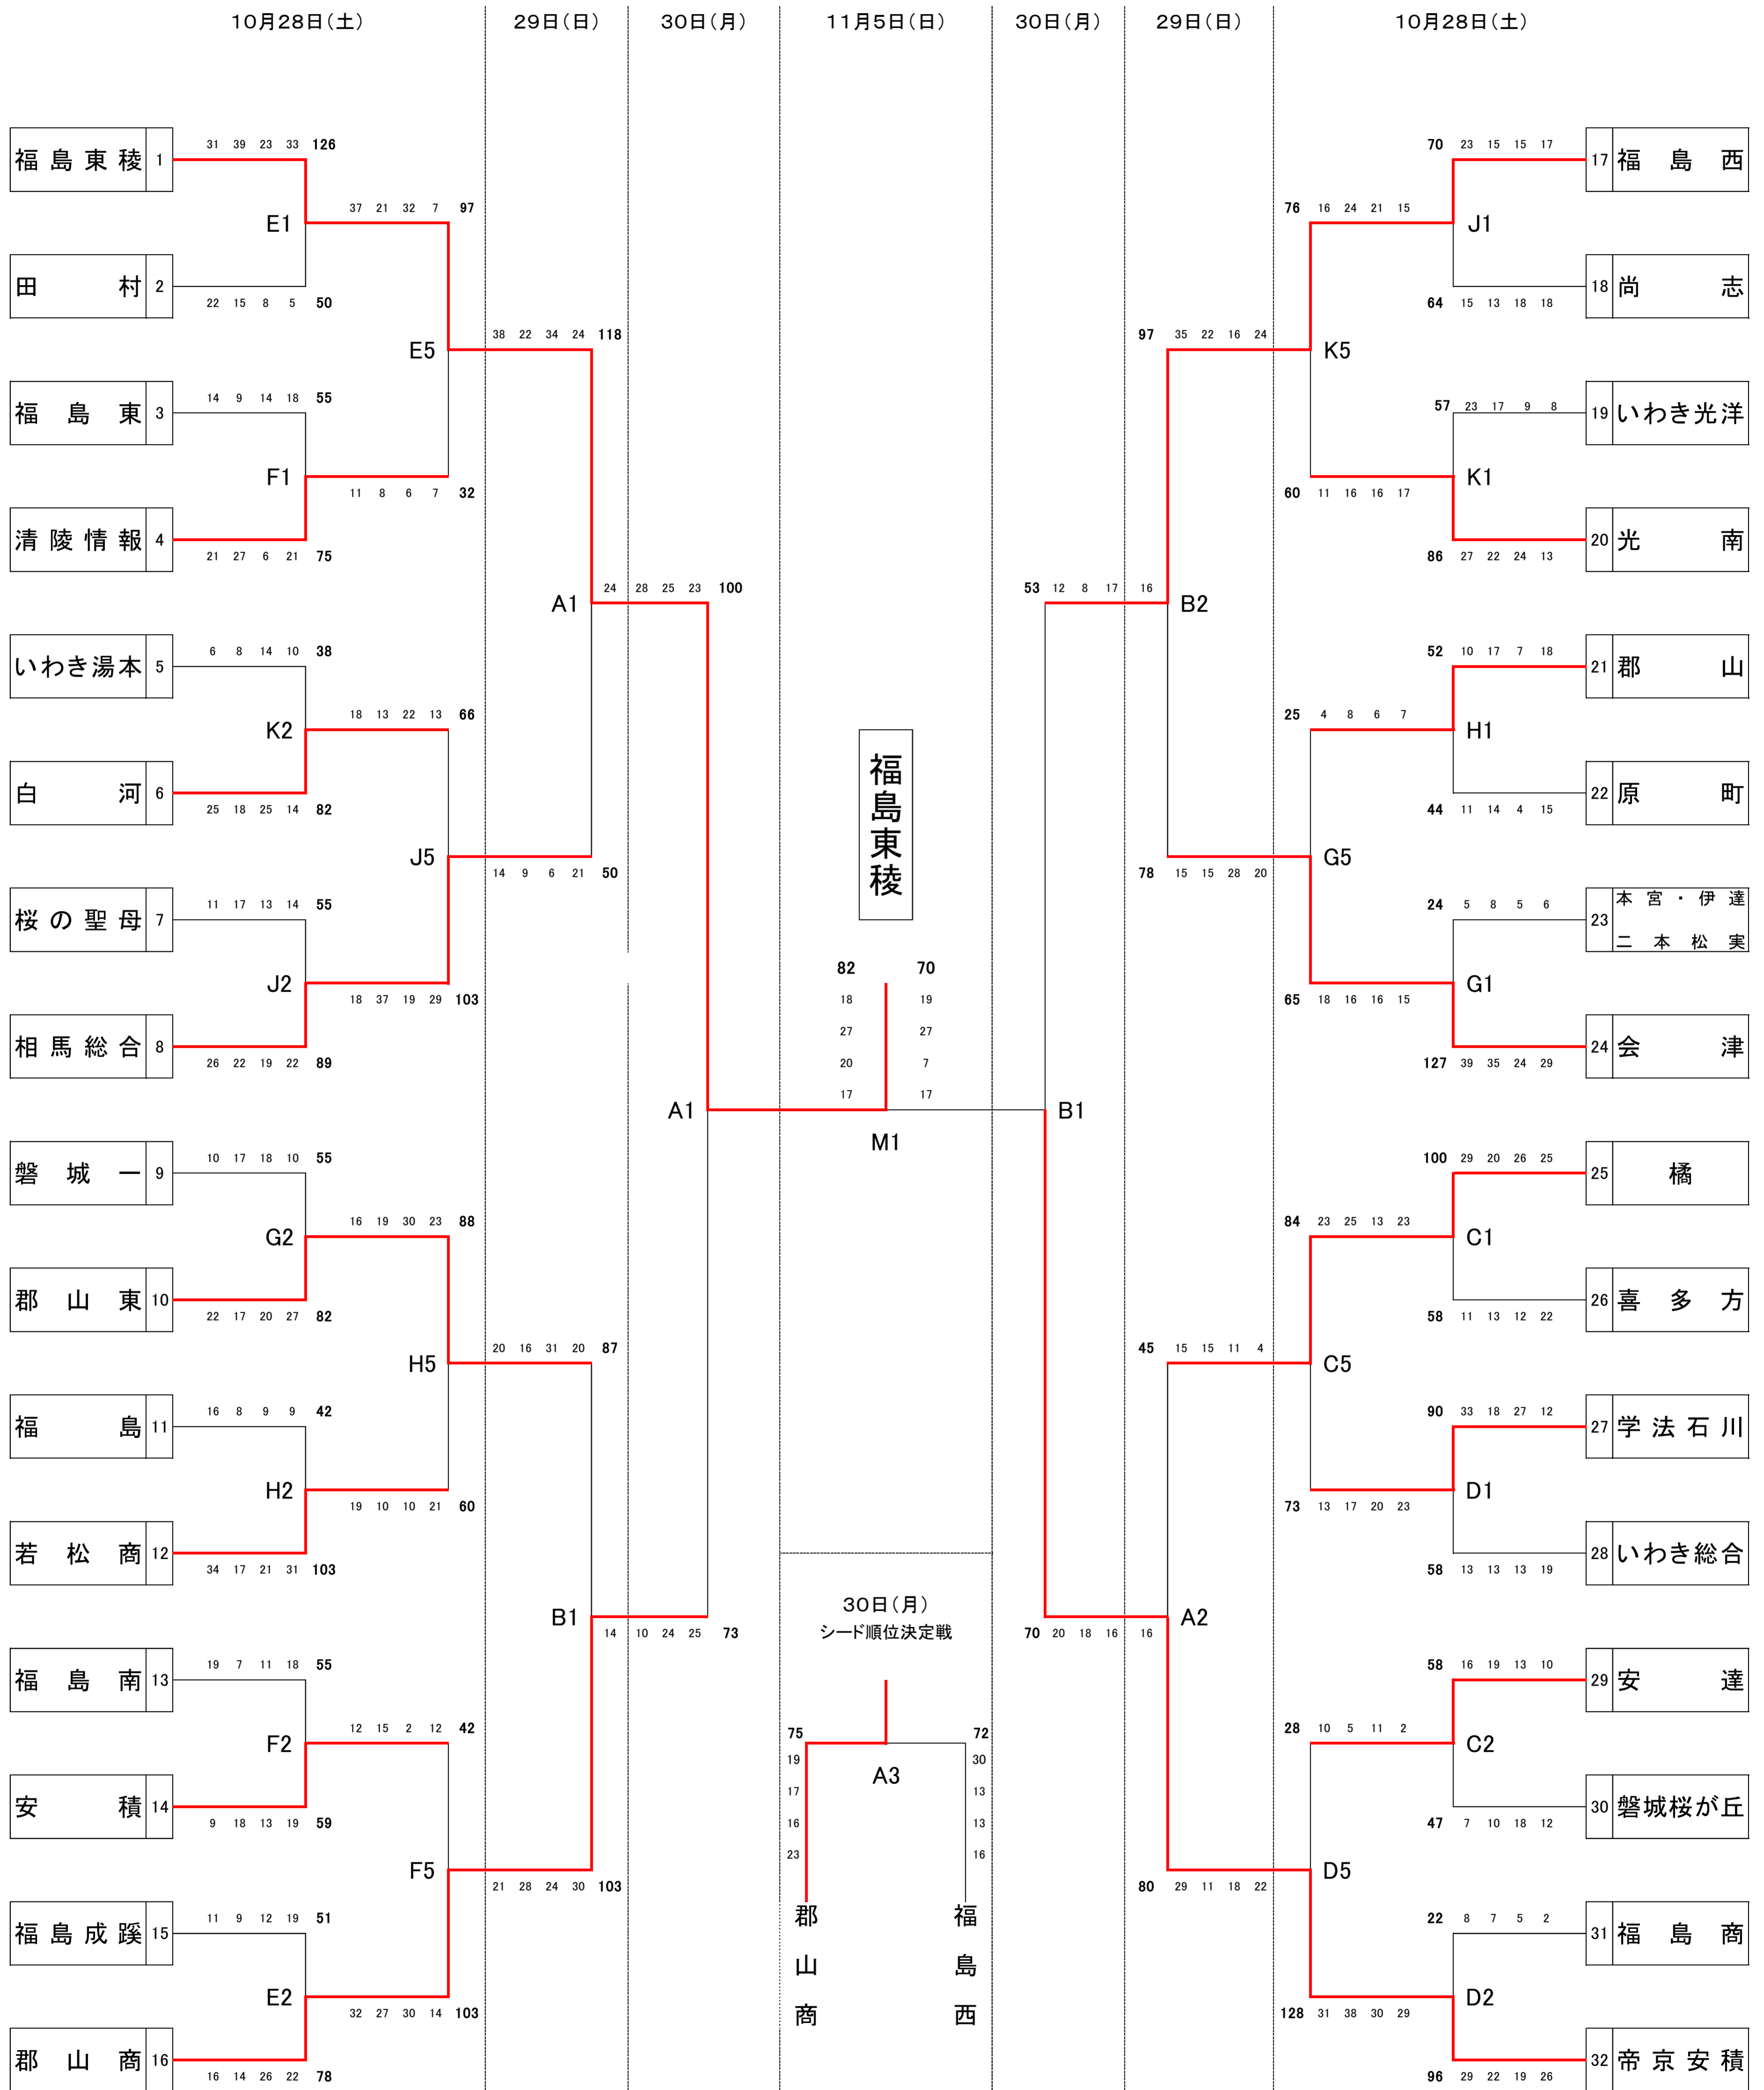 10月28日(土) 29日(日) 30日(月) 11月5日(日) 30日(月) 29日(日) 10月28日(土)
31 39 23 33 126
福島東稜 1
E1
37 21 32 7 97
田村 2
22 15 8 5 50
E5
38 22 34 24 118
14 9 14 18 55
福島東 3
F1
11 8 6 7 32
清陵情報 4
21 27 6 21 75
A1
24 28 25 23 100
6 8 14 10 38
いわき湯本 5
K2
18 13 22 13 66
白河 6
25 18 25 14 82
J5
14 9 6 21 50
11 17 13 14 55
桜の聖母 7
J2
18 37 19 29 103
相馬総合 8
26 22 19 22 89
A1
10 17 18 10 55
磐城一 9
G2
16 19 30 23 88
郡山東 10
22 17 20 27 82
H5
20 16 31 20 87
16 8 9 9 42
福島 11
H2
19 10 10 21 60
若松商 12
34 17 21 31 103
B1
14 10 24 25 73
19 7 11 18 55
福島南 13
F2
12 15 2 12 42
安積 14
9 18 13 19 59
F5
21 28 24 30 103
11 9 12 19 51
福島成蹊 15
E2
32 27 30 14 103
郡山商 16
16 14 26 22 78
福島東稜
82 70
18 19
27 27
20 7
17 17
M1
30日(月)
シード順位決定戦
75 72
19 30
A3
17 13
16 13
23 16
郡山商
福島西
70 23 15 15 17
17 福島西
76 16 24 21 15
J1
18 尚志
64 15 13 18 18
97 35 22 16 24
K5
57 23 17 9 8
19 いわき光洋
K1
60 11 16 16 17
20 光南
86 27 22 24 13
53 12 8 17 16
B2
52 10 17 7 18
21 郡山
25 4 8 6 7
H1
22 原町
44 11 14 4 15
G5
78 15 15 28 20
24 5 8 5 6
23 本宮・伊達
二本松実
G1
65 18 16 16 15
24 会津
127 39 35 24 29
B1
100 29 20 26 25
25 橘
84 23 25 13 23
C1
26 喜多方
58 11 13 12 22
45 15 15 11 4
C5
90 33 18 27 12
27 学法石川
D1
73 13 17 20 23
28 いわき総合
58 13 13 13 19
A2
70 20 18 16 16
58 16 19 13 10
29 安達
28 10 5 11 2
C2
30 磐城桜が丘
47 7 10 18 12
D5
80 29 11 18 22
22 8 7 5 2
31 福島商
D2
128 31 38 30 29
32 帝京安積
96 29 22 19 26